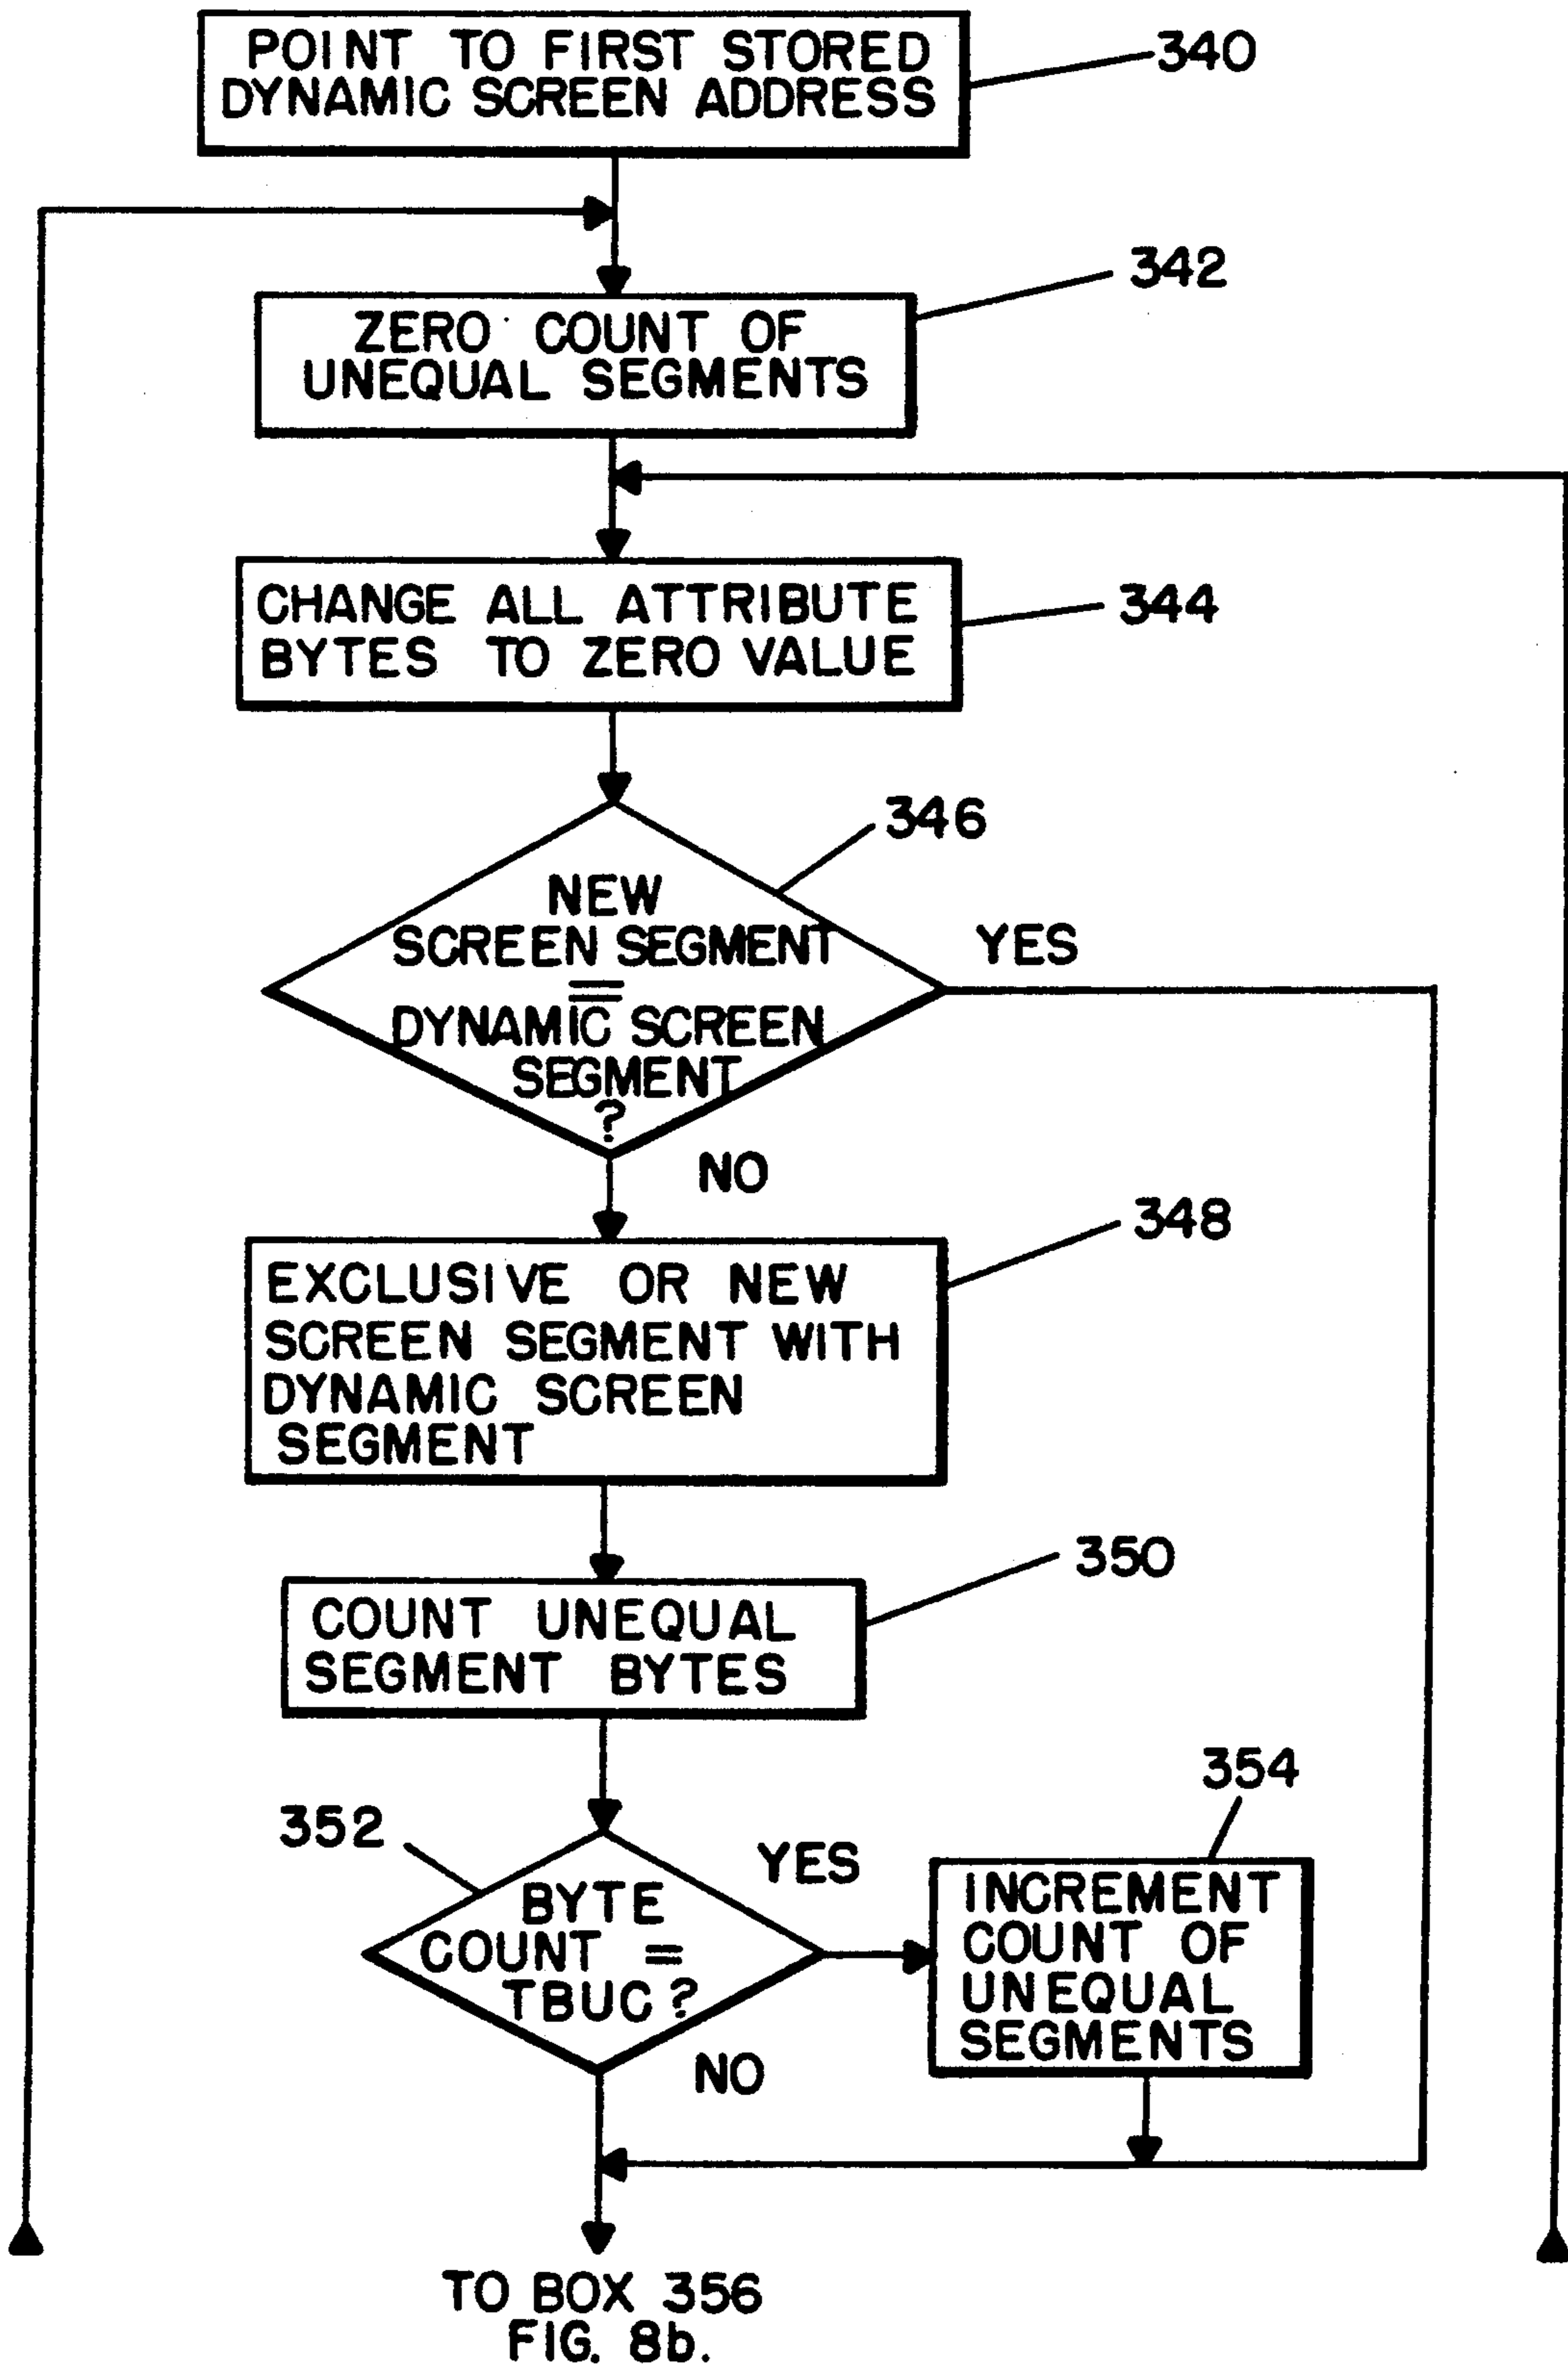 POINT TO FIRST STORED
DYNAMIC SCREEN ADDRESS
340
342
ZERO COUNT OF
UNEQUAL SEGMENTS
CHANGE ALL ATTRIBUTE
BYTES TO ZERO VALUE
344
346
NEW
SCREEN SEGMENT
=
DYNAMIC SCREEN
SEGMENT
?
YES
NO
348
EXCLUSIVE OR NEW
SCREEN SEGMENT WITH
DYNAMIC SCREEN
SEGMENT
350
COUNT UNEQUAL
SEGMENT BYTES
352
BYTE
COUNT =
TBUC ?
YES
NO
354
INCREMENT
COUNT OF
UNEQUAL
SEGMENTS
TO BOX 356
FIG. 8b.